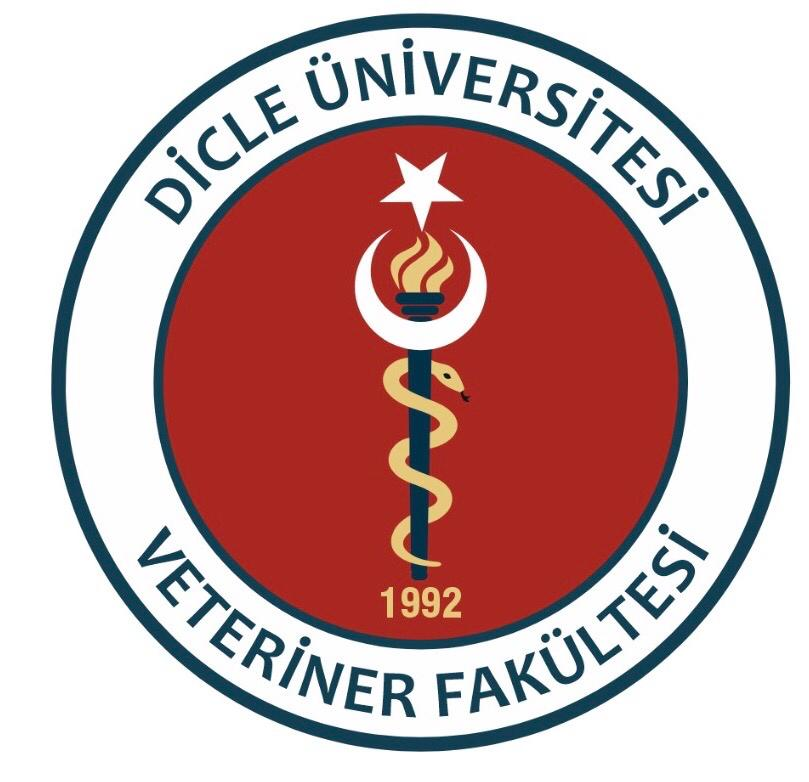 DİCLE ÜNİVERSİTESİ
1992
VETERİNER FAKÜLTESİ